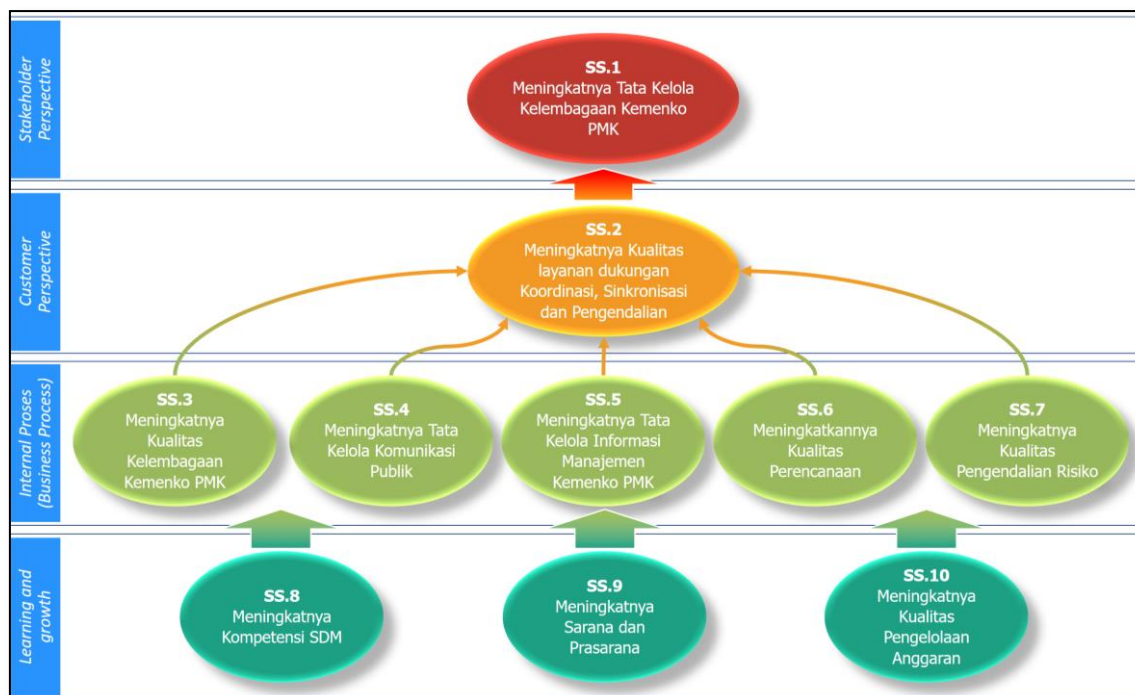 Stakeholder
Perspective
SS.1
Meningkatnya Tata Kelola
Kelembagaan Kemenko
PMK
Customer
Perspective
SS.2
Meningkatnya Kualitas
layanan dukungan
Koordinasi, Sinkronisasi
dan Pengendalian
Internal Proses
(Business Process)
SS.3
Meningkatnya
Kualitas
Kelembagaan
Kemenko PMK
SS.4
Meningkatnya Tata
Kelola Komunikasi
Publik
SS.5
Meningkatnya Tata
Kelola Informasi
Manajemen
Kemenko PMK
SS.6
Meningkatkannya
Kualitas
Perencanaan
SS.7
Meningkatnya
Kualitas
Pengendalian Risiko
Learning and
growth
SS.8
Meningkatnya
Kompetensi SDM
SS.9
Meningkatnya
Sarana dan
Prasarana
SS.10
Meningkatnya
Kualitas
Pengelolaan
Anggaran